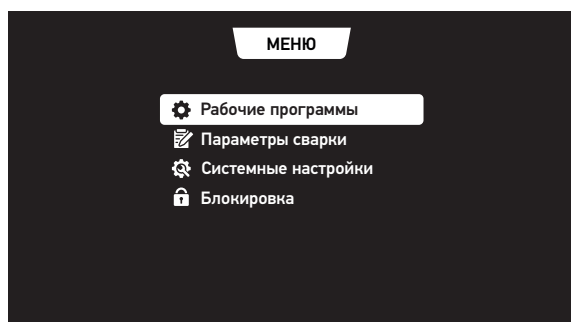 МЕНЮ
Рабочие программы
Параметры сварки
Системные настройки
Блокировка